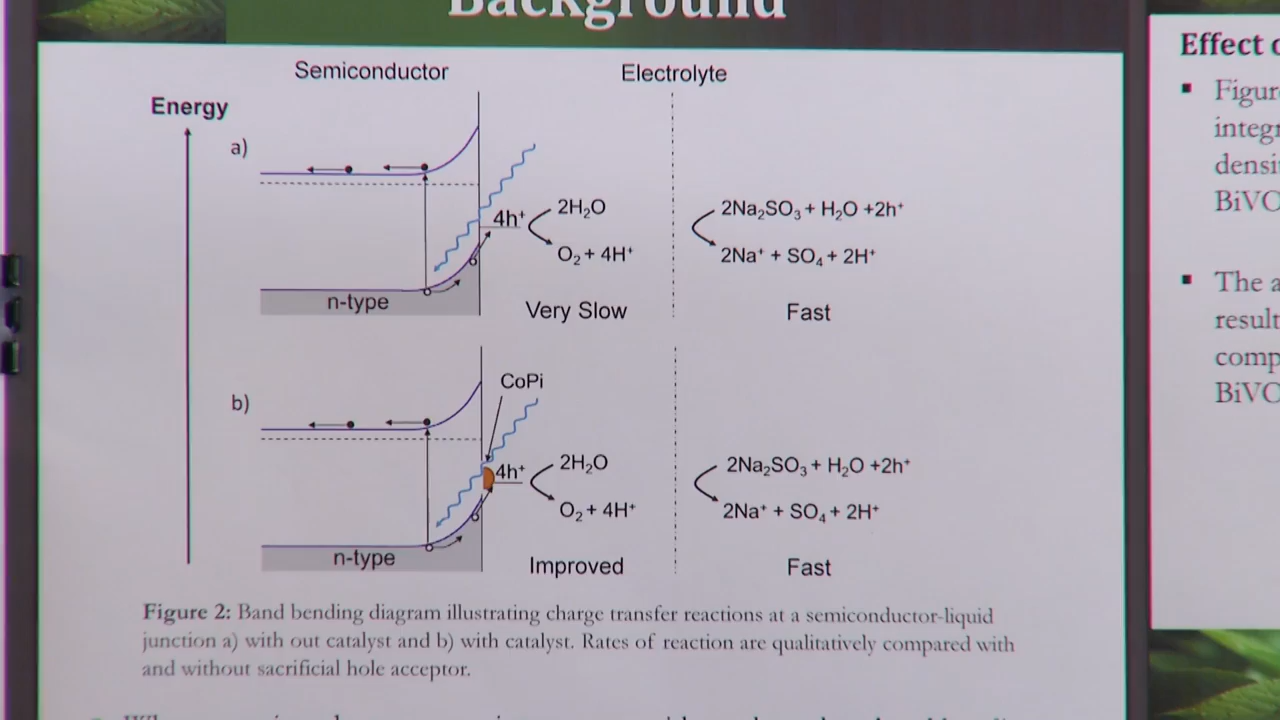 Background
Semiconductor
Electrolyte
Energy
a)
4h⁺
2H₂O
O₂ + 4H⁺
2Na₂SO₃ + H₂O +2h⁺
2Na⁺ + SO₄ + 2H⁺
n-type
Very Slow
Fast
CoPi
b)
4h⁺
2H₂O
O₂ + 4H⁺
2Na₂SO₃ + H₂O +2h⁺
2Na⁺ + SO₄ + 2H⁺
n-type
Improved
Fast
Figure 2: Band bending diagram illustrating charge transfer reactions at a semiconductor-liquid
junction a) with out catalyst and b) with catalyst. Rates of reaction are qualitatively compared with
and without sacrificial hole acceptor.
Effect
▪ Figur
integr
densi
BiVO
▪ The a
result
comp
BiVO